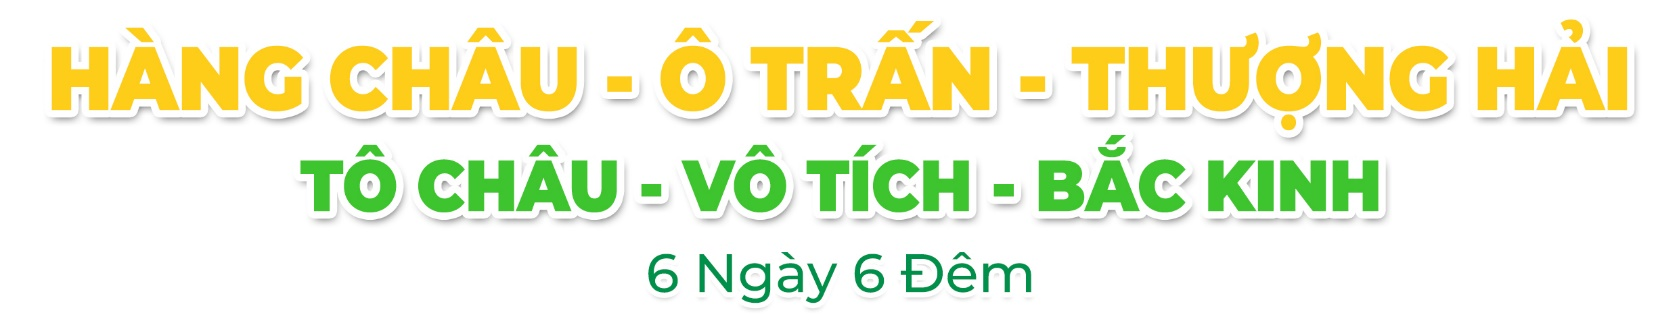 HÀNG CHÂU - Ô TRẤN - THƯỢNG HẢI
TÔ CHÂU - VÔ TÍCH - BẮC KINH
6 Ngày 6 Đêm